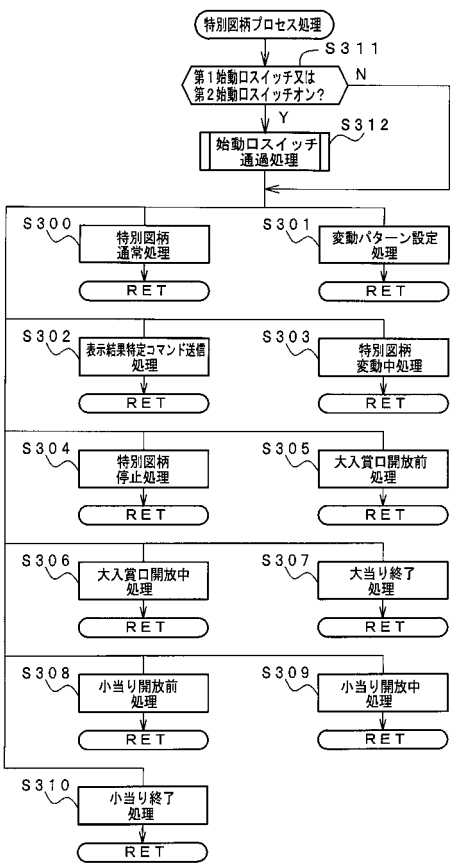 特別図柄プロセス処理
S311
第1始動口スイッチ又は
第2始動口スイッチオン?
N
Y
S312
始動口スイッチ
通過処理
S300
特別図柄
通常処理
RET
S301
変動パターン設定
処理
RET
S302
表示結果特定コマンド送信
処理
RET
S303
特別図柄
変動中処理
RET
S304
特別図柄
停止処理
RET
S305
大入賞口開放前
処理
RET
S306
大入賞口開放中
処理
RET
S307
大当り終了
処理
RET
S308
小当り開放前
処理
RET
S309
小当り開放中
処理
RET
S310
小当り終了
処理
RET